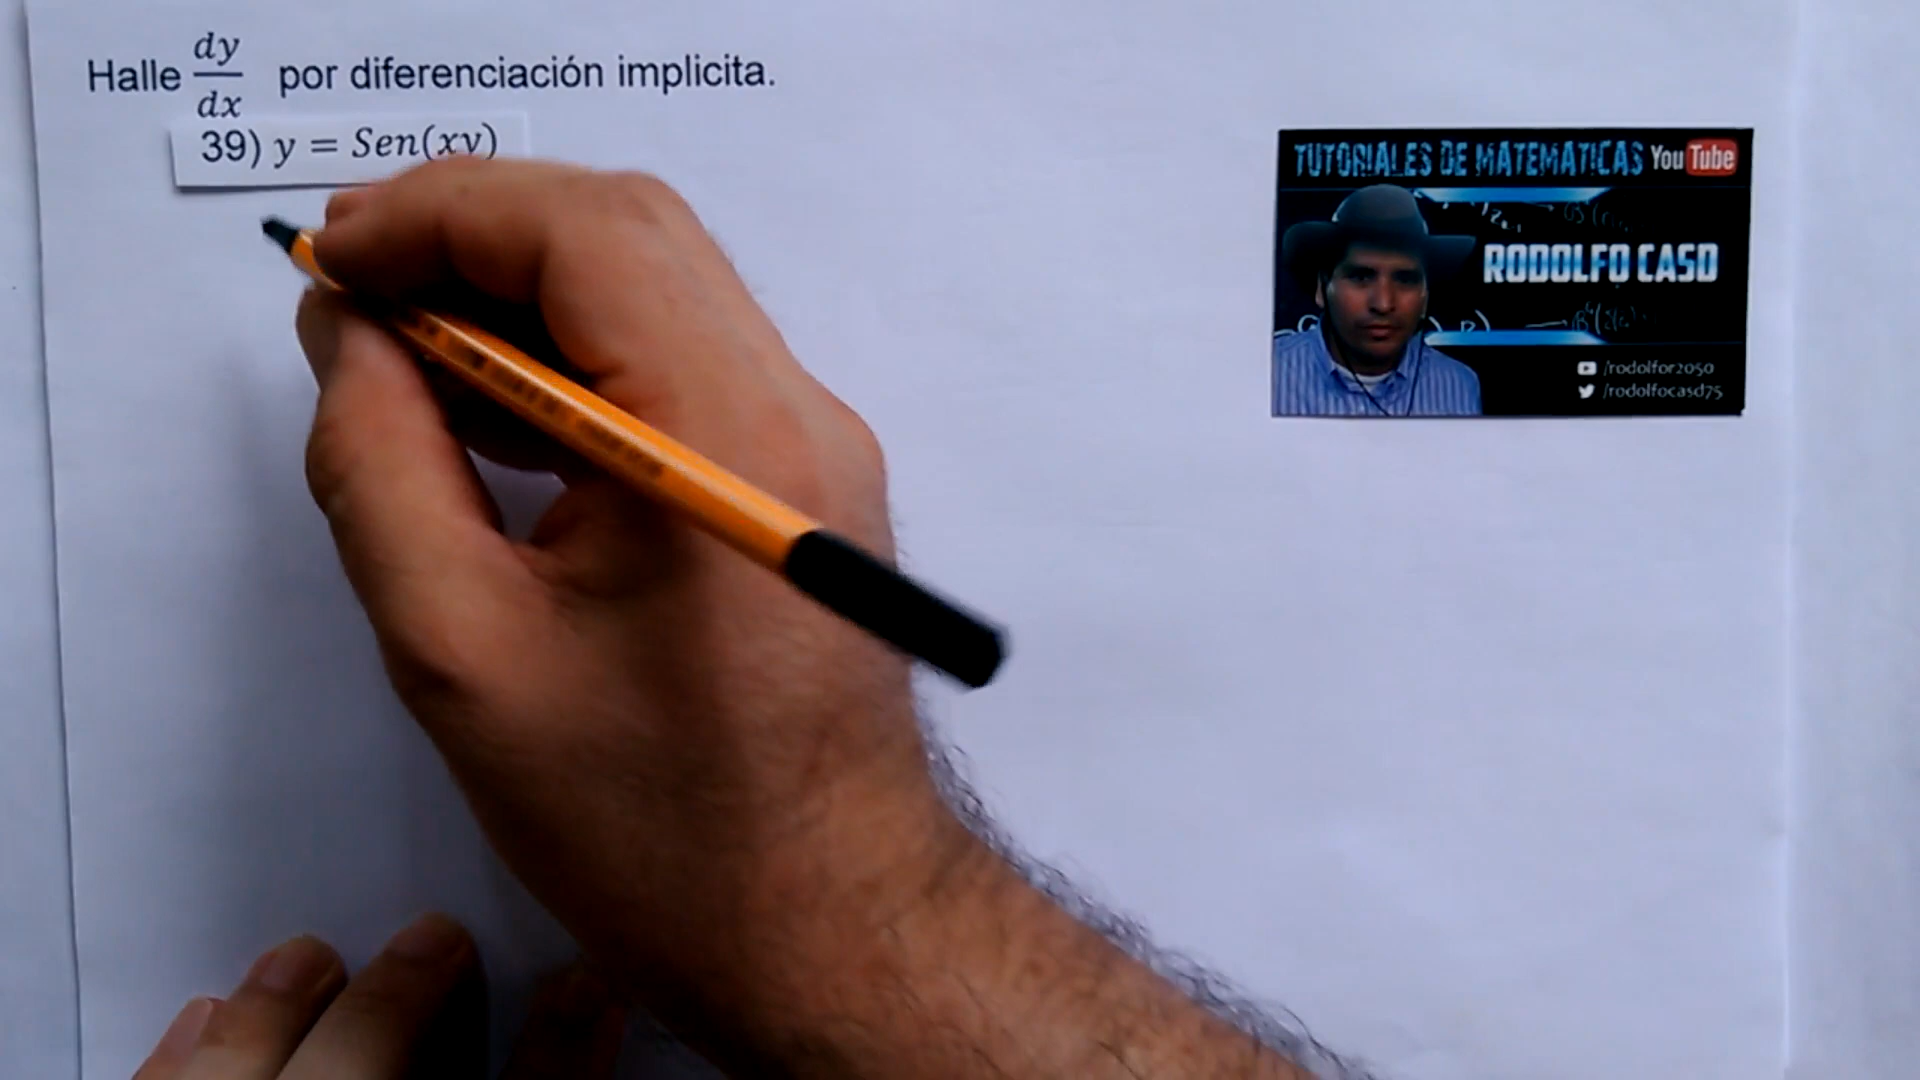 Halle dy/dx por diferenciación implicita.
39) y = Sen(xy)
TUTORIALES DE MATEMATICAS YouTube
RODOLFO CASD
/rodolfor2050
/rodolfocasd75